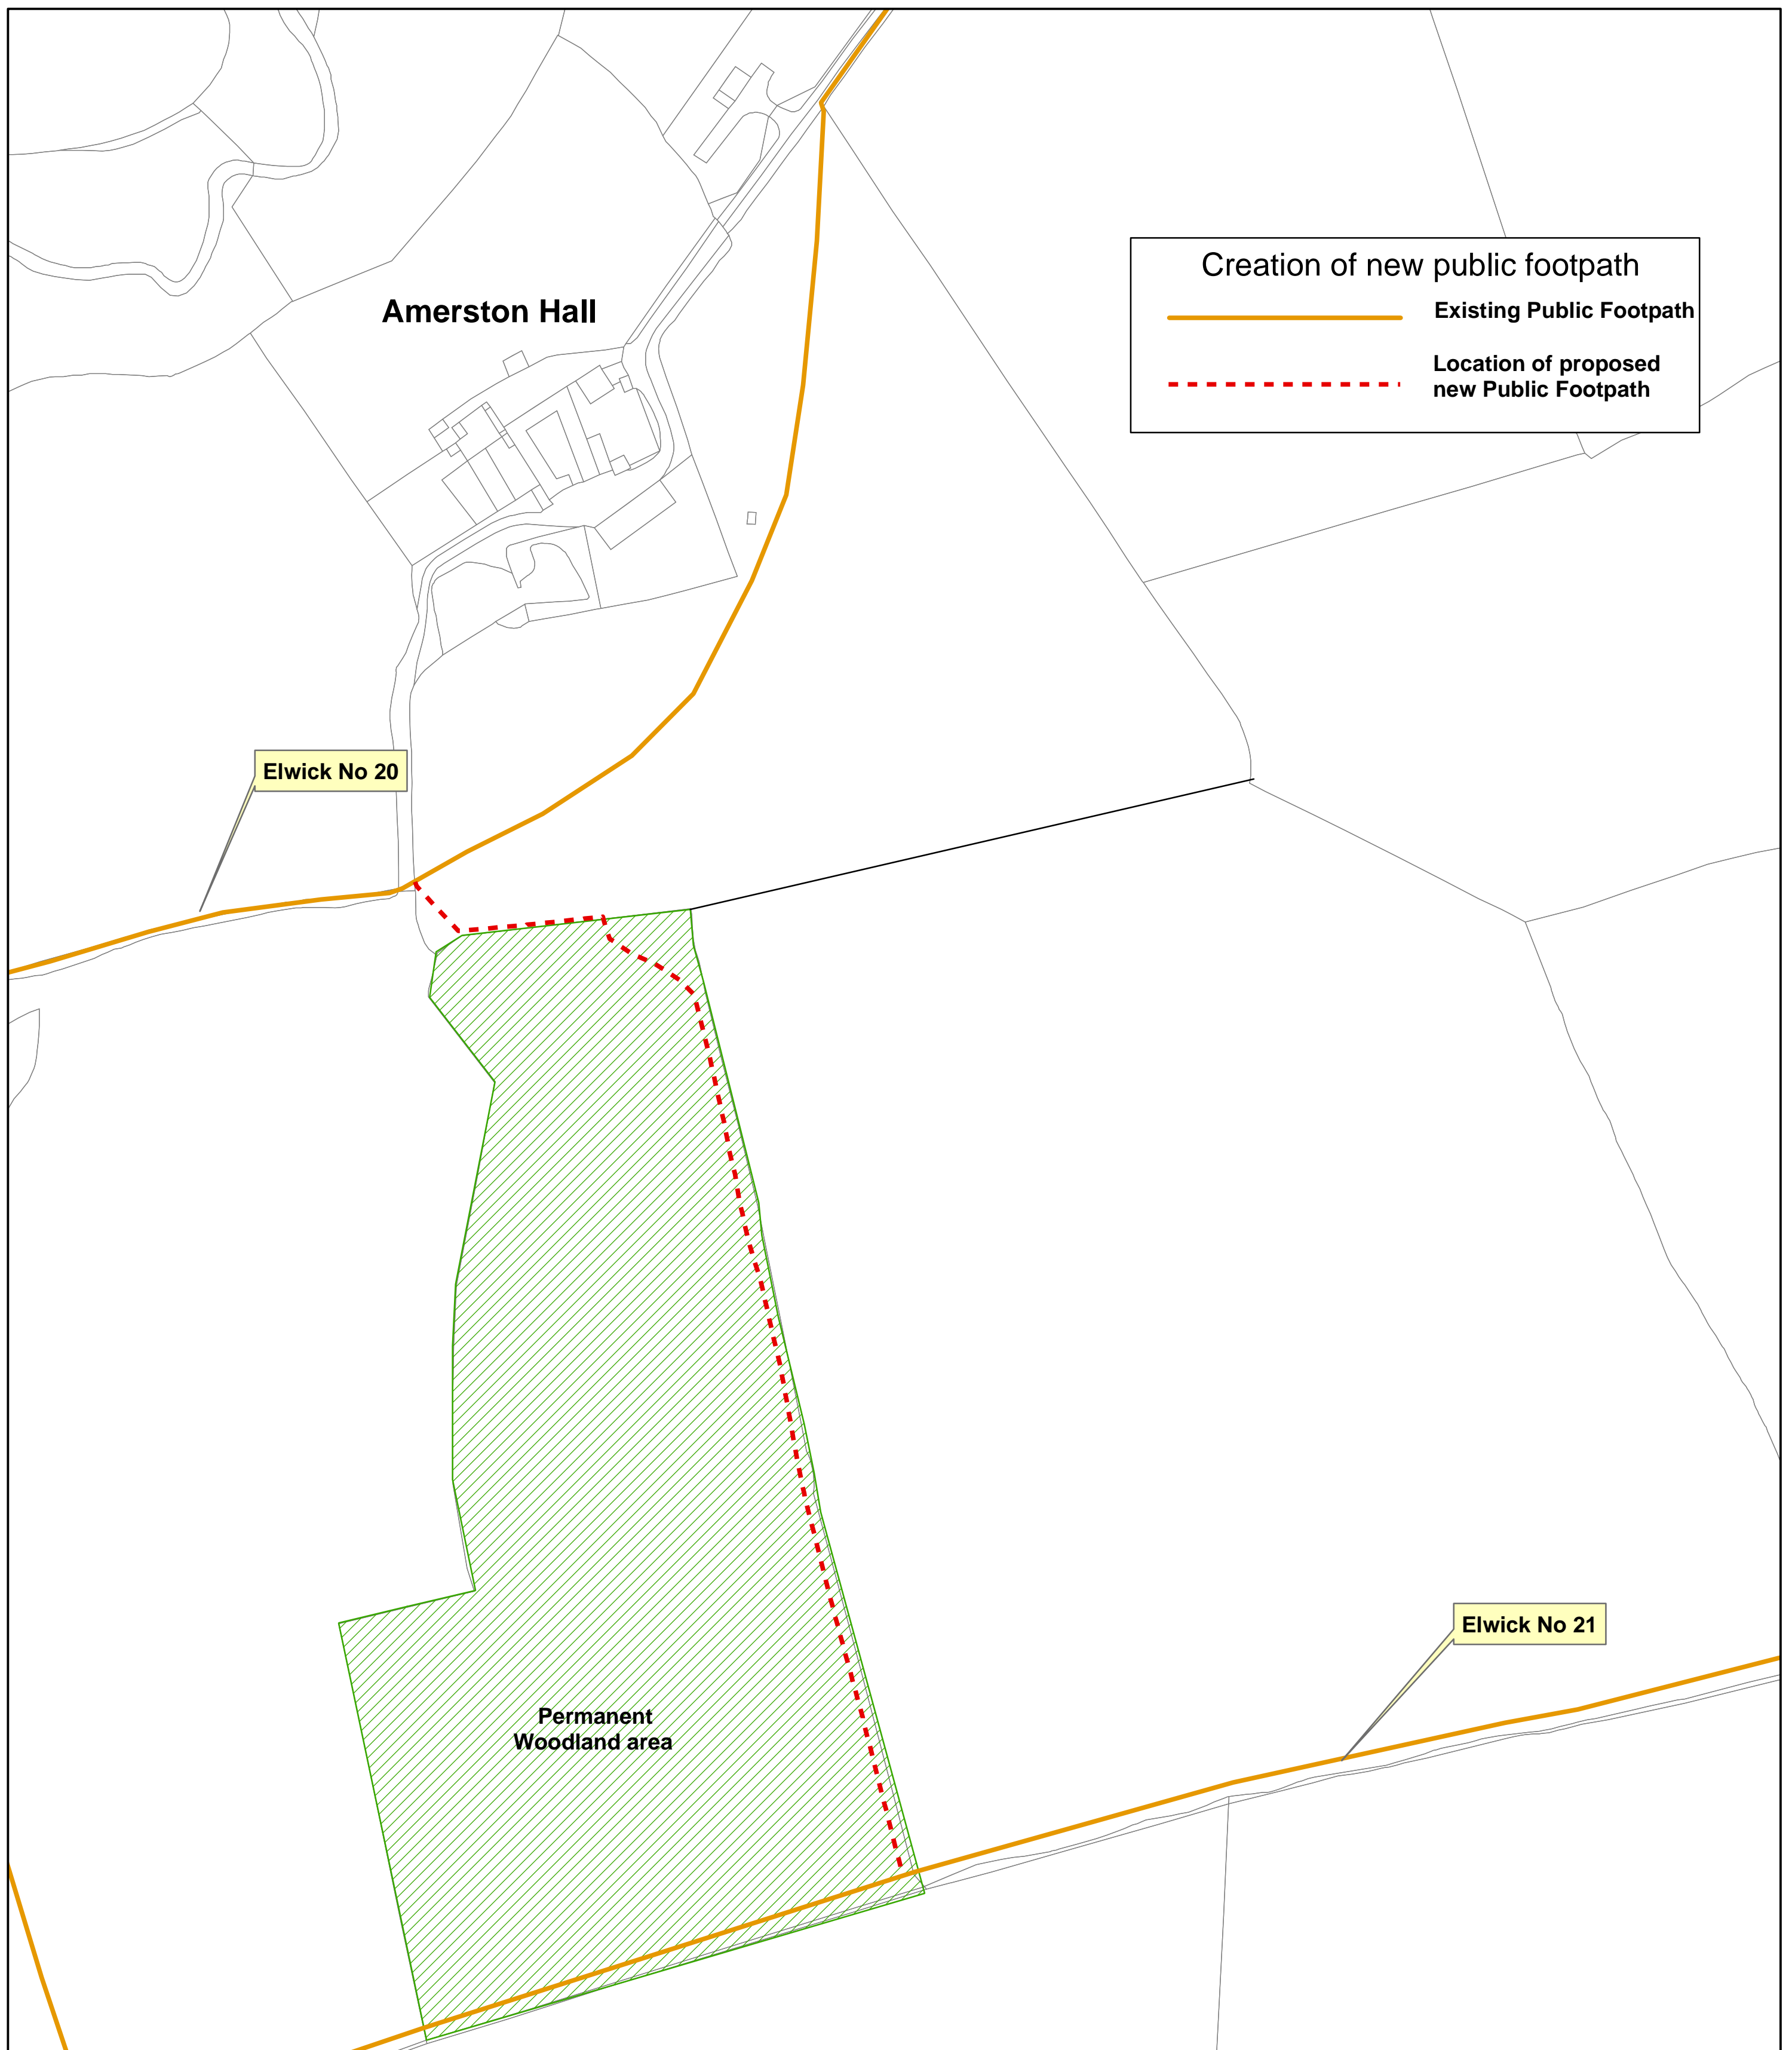 Creation of new public footpath
Existing Public Footpath
Location of proposed
new Public Footpath
Amerston Hall
Elwick No 20
Elwick No 21
Permanent
Woodland area